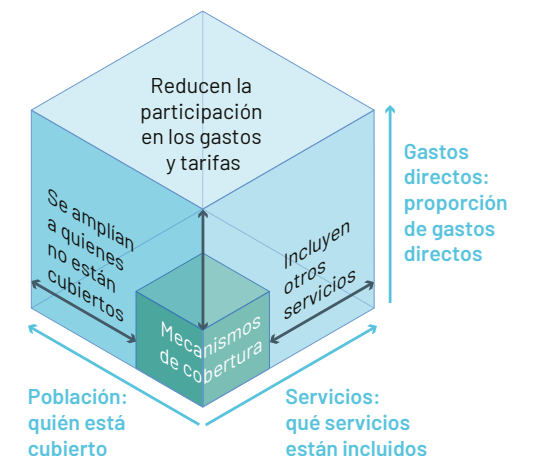 Reducen la
participación
en los gastos
y tarifas
Se amplían
a quienes
no están
cubiertos
Incluyen
otros
servicios
Mecanismos
de cobertura
Gastos
directos:
proporción
de gastos
directos
Población:
quién está
cubierto
Servicios:
qué servicios
están incluidos